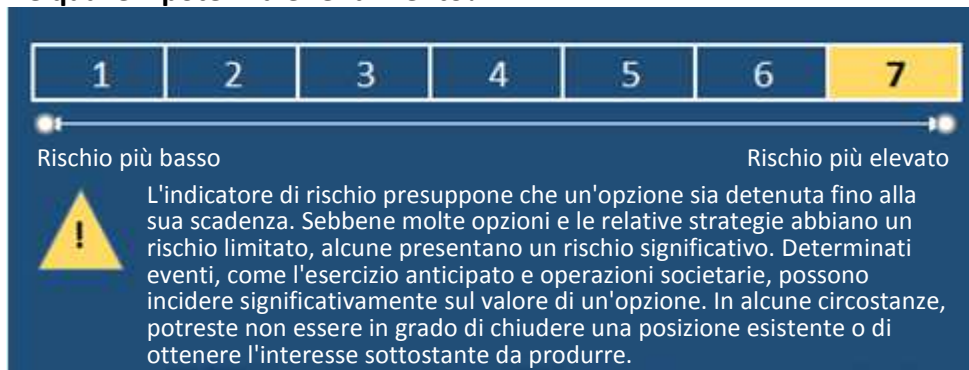 1 2 3 4 5 6 7
Rischio più basso Rischio più elevato
L'indicatore di rischio presuppone che un'opzione sia detenuta fino alla
sua scadenza. Sebbene molte opzioni e le relative strategie abbiano un
rischio limitato, alcune presentano un rischio significativo. Determinati
eventi, come l'esercizio anticipato e operazioni societarie, possono
incidere significativamente sul valore di un'opzione. In alcune circostanze,
potreste non essere in grado di chiudere una posizione esistente o di
ottenere l'interesse sottostante da produrre.